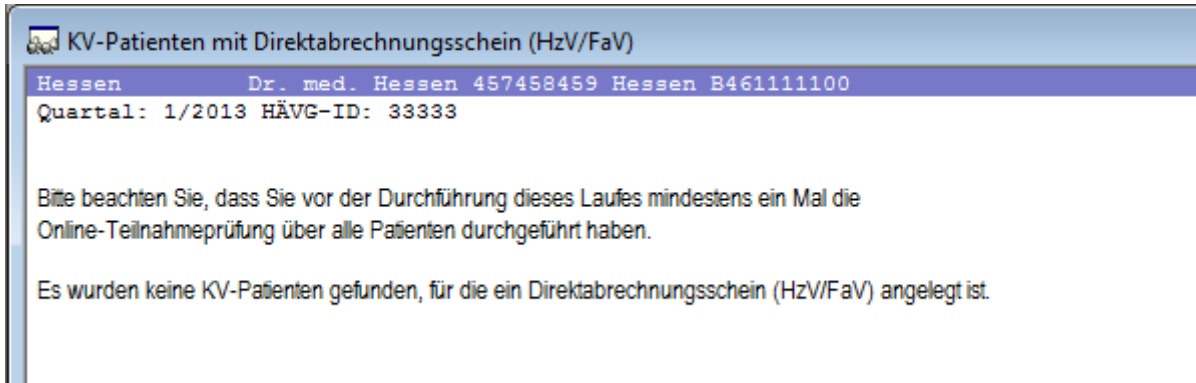 KV-Patienten mit Direktabrechnungsschein (HzV/FaV)
Hessen Dr. med. Hessen 457458459 Hessen B461111100
Quartal: 1/2013 HÄVG-ID: 33333
Bitte beachten Sie, dass Sie vor der Durchführung dieses Laufes mindestens ein Mal die
Online-Teilnahmeprüfung über alle Patienten durchgeführt haben.
Es wurden keine KV-Patienten gefunden, für die ein Direktabrechnungsschein (HzV/FaV) angelegt ist.